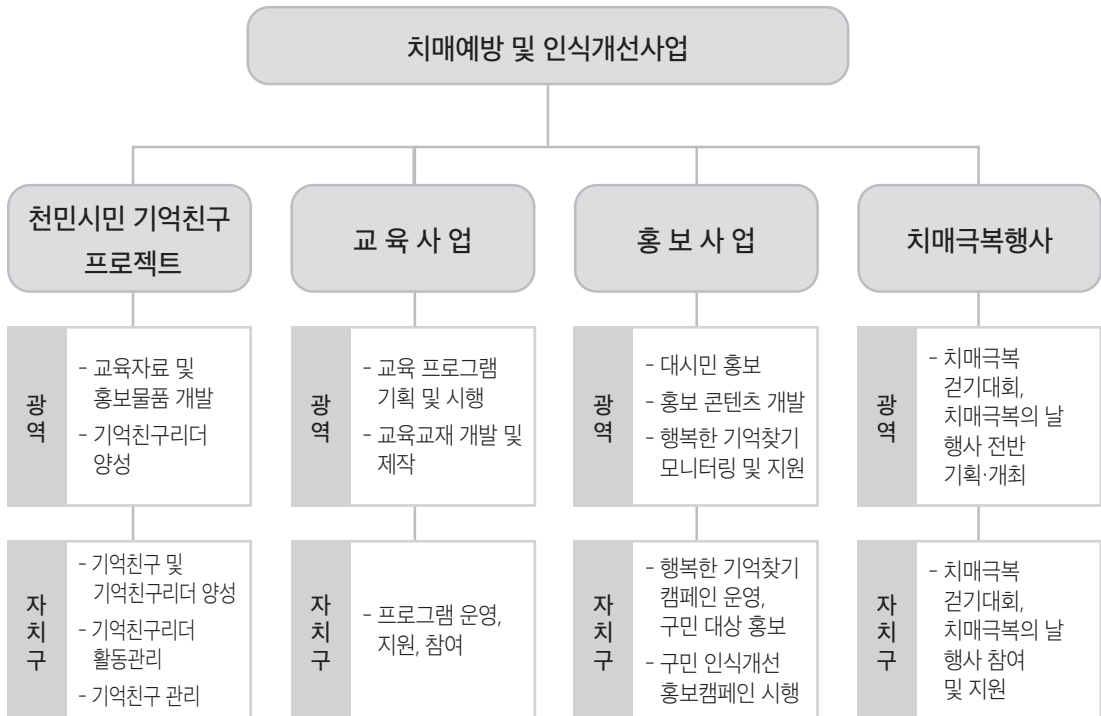 치매예방 및 인식개선사업
천민시민 기억친구
프로젝트
교 육 사 업
홍 보 사 업
치매극복행사
광
역
- 교육자료 및
홍보물품 개발
- 기억친구리더
양성
광
역
- 교육 프로그램
기획 및 시행
- 교육교재 개발 및
제작
광
역
- 대시민 홍보
- 홍보 콘텐츠 개발
- 행복한 기억찾기
모니터링 및 지원
광
역
- 치매극복
걷기대회,
치매극복의 날
행사 전반
기획·개최
자
치
구
- 기억친구 및
기억친구리더 양성
- 기억친구리더
활동관리
- 기억친구 관리
자
치
구
- 프로그램 운영,
지원, 참여
자
치
구
- 행복한 기억찾기
캠페인 운영,
구민 대상 홍보
- 구민 인식개선
홍보캠페인 시행
자
치
구
- 치매극복
걷기대회,
치매극복의 날
행사 참여
및 지원